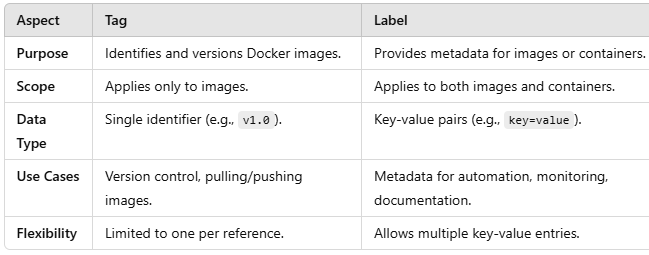 Aspect Tag Label
Purpose Identifies and versions Docker images. Provides metadata for images or containers.
Scope Applies only to images. Applies to both images and containers.
Data Type Single identifier (e.g., v1.0 ). Key-value pairs (e.g., key=value ).
Use Cases Version control, pulling/pushing images. Metadata for automation, monitoring, documentation.
Flexibility Limited to one per reference. Allows multiple key-value entries.